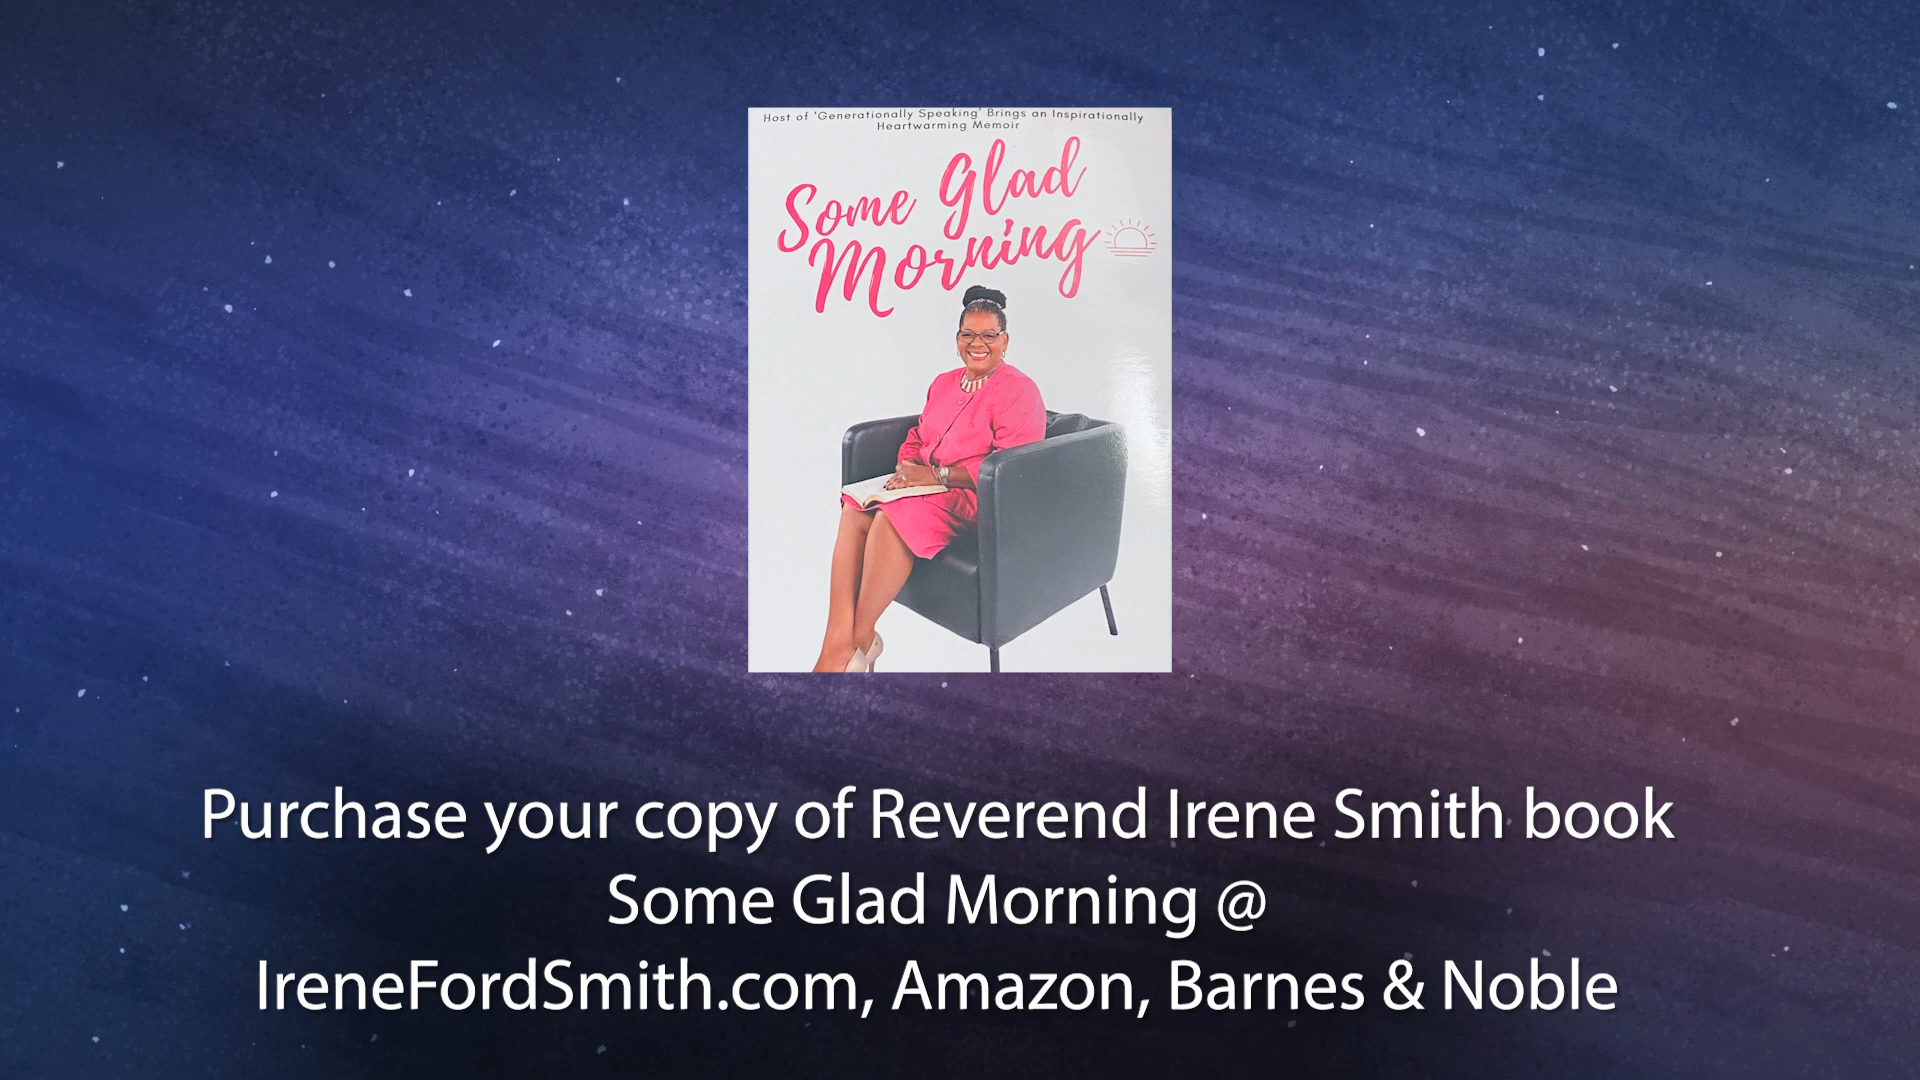 Host of 'Generationally Speaking' Brings an Inspirationally
Heartwarming Memoir
Some Glad
Morning
Purchase your copy of Reverend Irene Smith book
Some Glad Morning @
IreneFordSmith.com, Amazon, Barnes & Noble